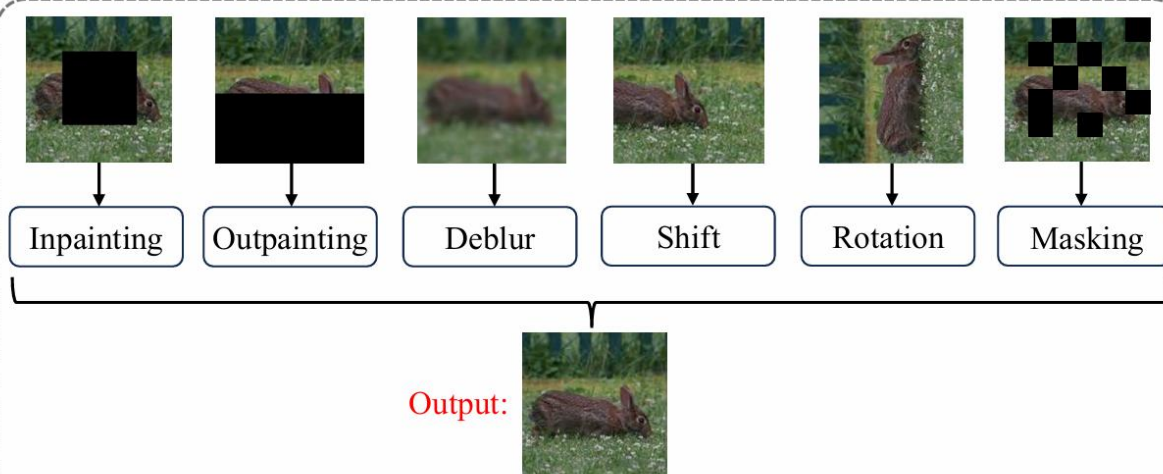 Inpainting
Outpainting
Deblur
Shift
Rotation
Masking
Output: